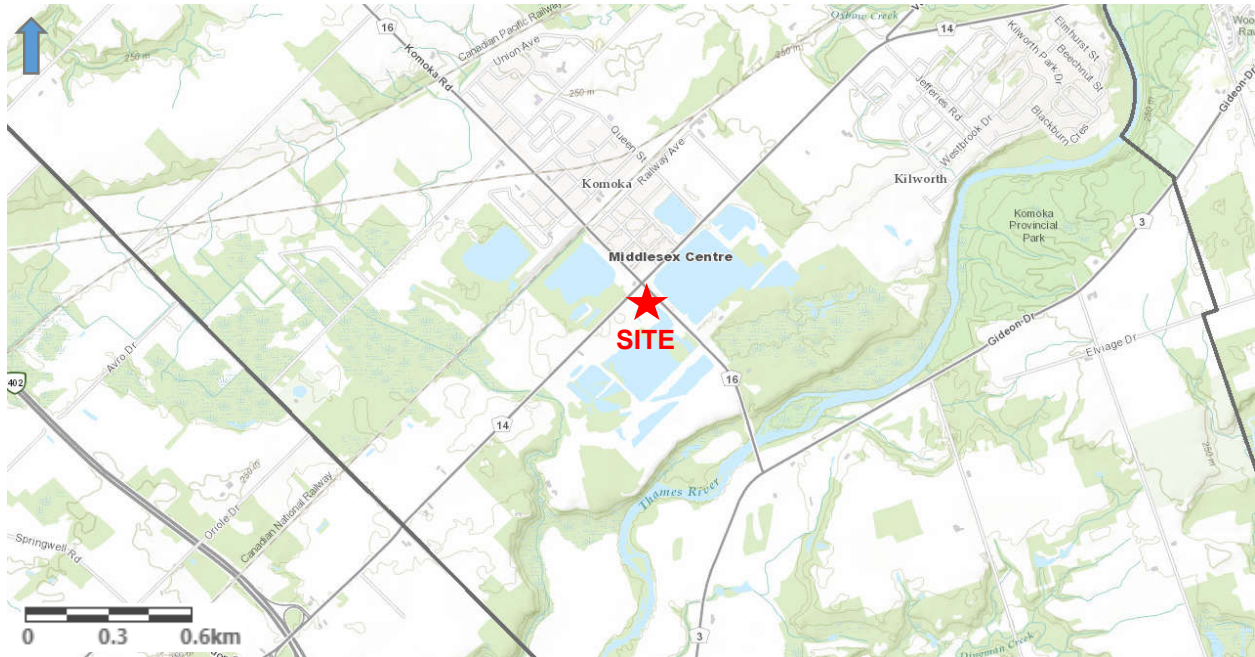 Oxbow Creek
16
14
Canadian Pacific Railway
Union Ave
250 m
Komoka Rd
250 m
Elmhurst St
Kilworth Park Dr
Beechnut St
Jefferies Rd
Blackburn Cres
Westbrook Dr
250 m
Gideon-Dr
Queen St
Railway Ave
Komoka
Kilworth
Komoka
Provincial
Park
3
Middlesex Centre
SITE
Gideon-Dr
Elviage Dr
Avro Dr
402
16
14
250 m
250 m
Thames River
Oriole Dr
Canadian National Railway
Springwell Rd
0 0.3 0.6km
3
Dingman Creek